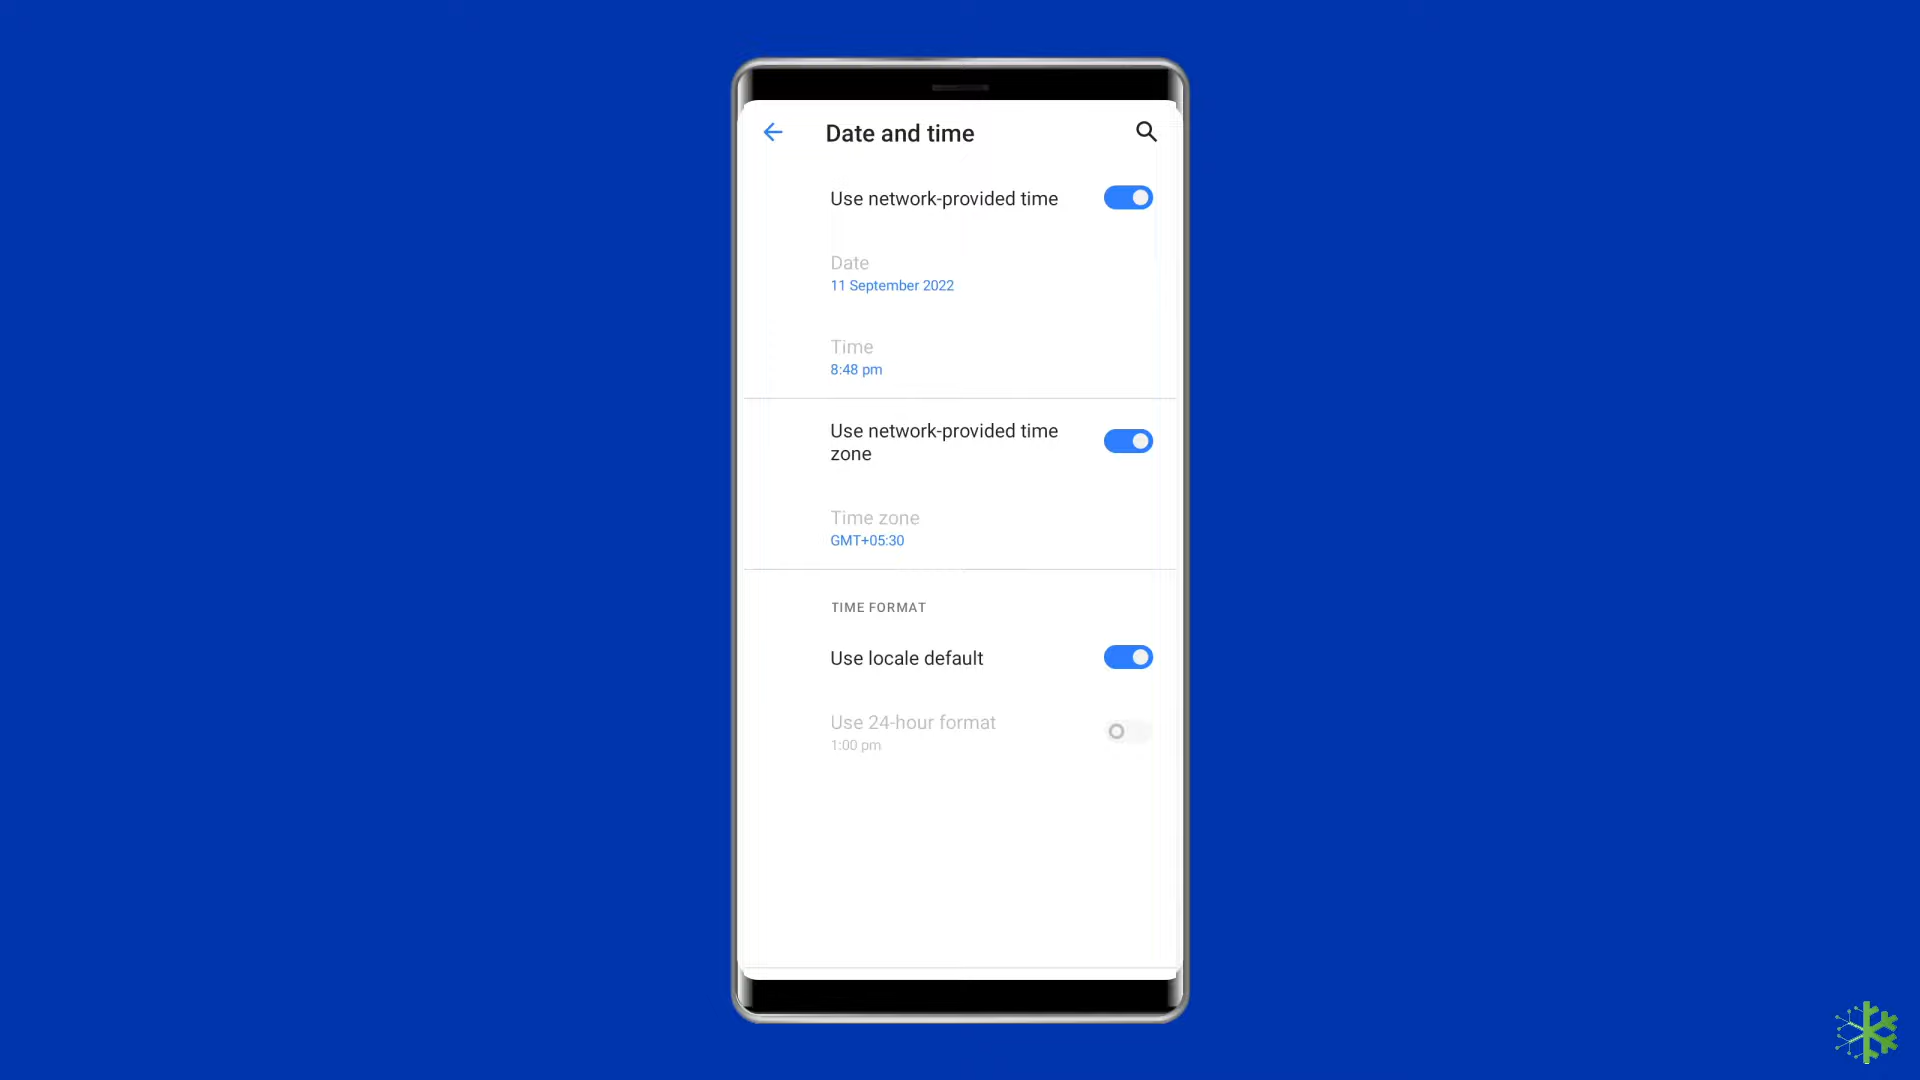 Date and time
Use network-provided time
Date
11 September 2022
Time
8:48 pm
Use network-provided time
zone
Time zone
GMT+05:30
TIME FORMAT
Use locale default
Use 24-hour format
1:00 pm